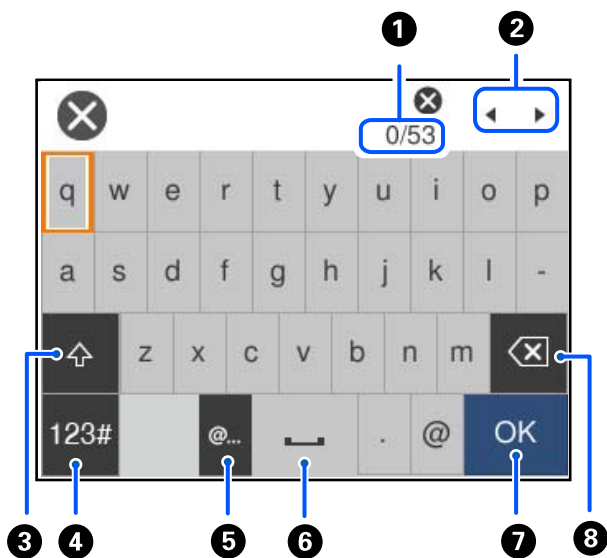 1 2
0/53
q w e r t y u i o p
a s d f g h j k l -
z x c v b n m
123# @... . @ OK
3 4 5 6 7 8